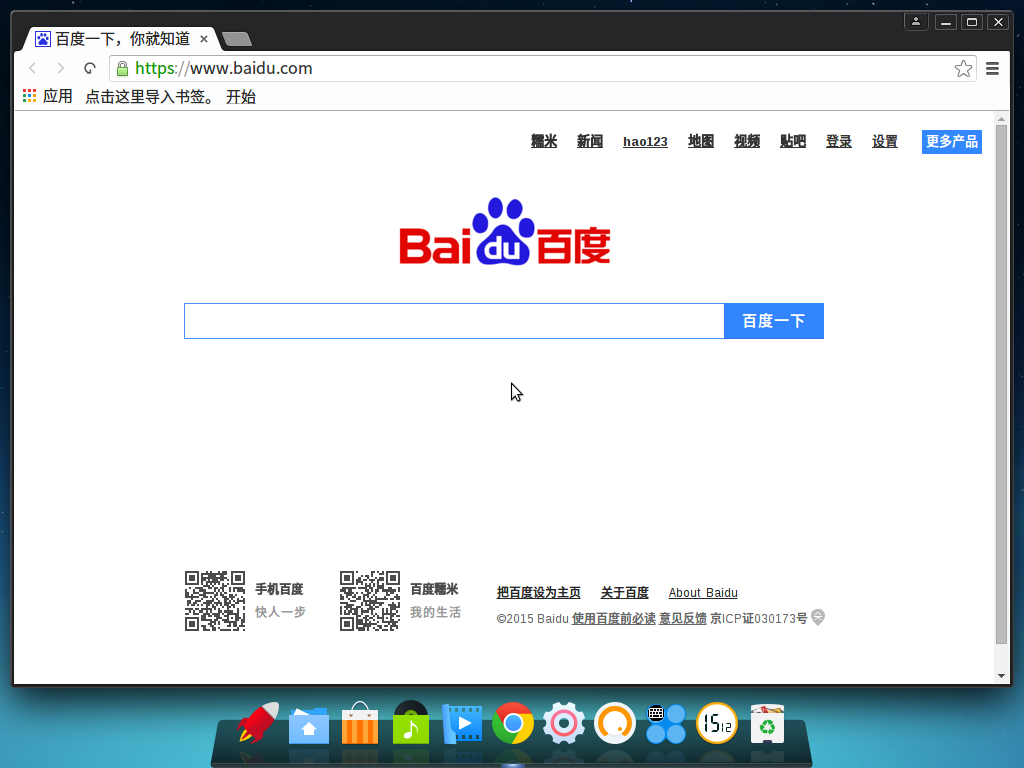 百度一下，你就知道
https://www.baidu.com
应用 点击这里导入书签。 开始
糯米 新闻 hao123 地图 视频 贴吧 登录 设置 更多产品
Bai du 百度
百度一下
手机百度
快人一步
百度糯米
我的生活
把百度设为主页 关于百度 About Baidu
©2015 Baidu 使用百度前必读 意见反馈 京ICP证030173号
15 12